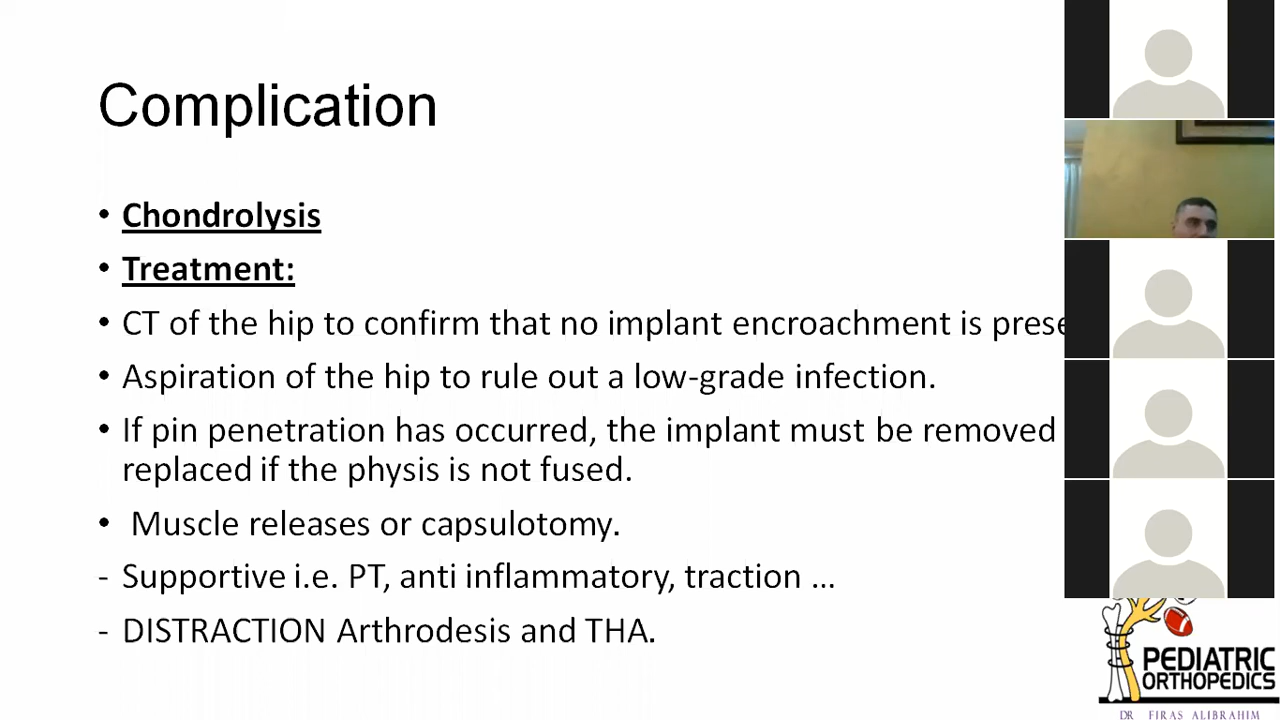 Complication
• Chondrolysis
• Treatment:
• CT of the hip to confirm that no implant encroachment is prese
• Aspiration of the hip to rule out a low-grade infection.
• If pin penetration has occurred, the implant must be removed
replaced if the physis is not fused.
• Muscle releases or capsulotomy.
- Supportive i.e. PT, anti inflammatory, traction ...
- DISTRACTION Arthrodesis and THA.
PEDIATRIC
ORTHOPEDICS
DR FIRAS ALIBRAHIM